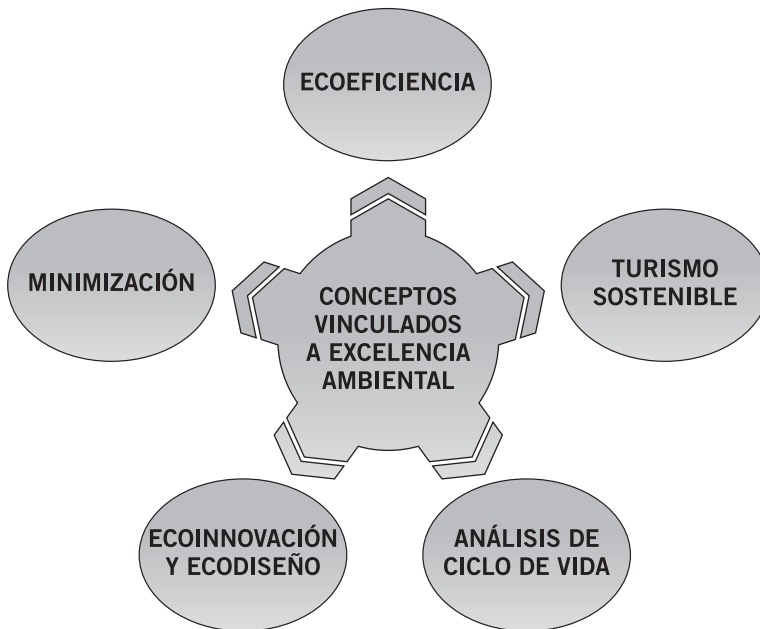 ECOEFICIENCIA
MINIMIZACIÓN
TURISMO
SOSTENIBLE
CONCEPTOS
VINCULADOS
A EXCELENCIA
AMBIENTAL
ECOINNOVACIÓN
Y ECODISEÑO
ANÁLISIS DE
CICLO DE VIDA